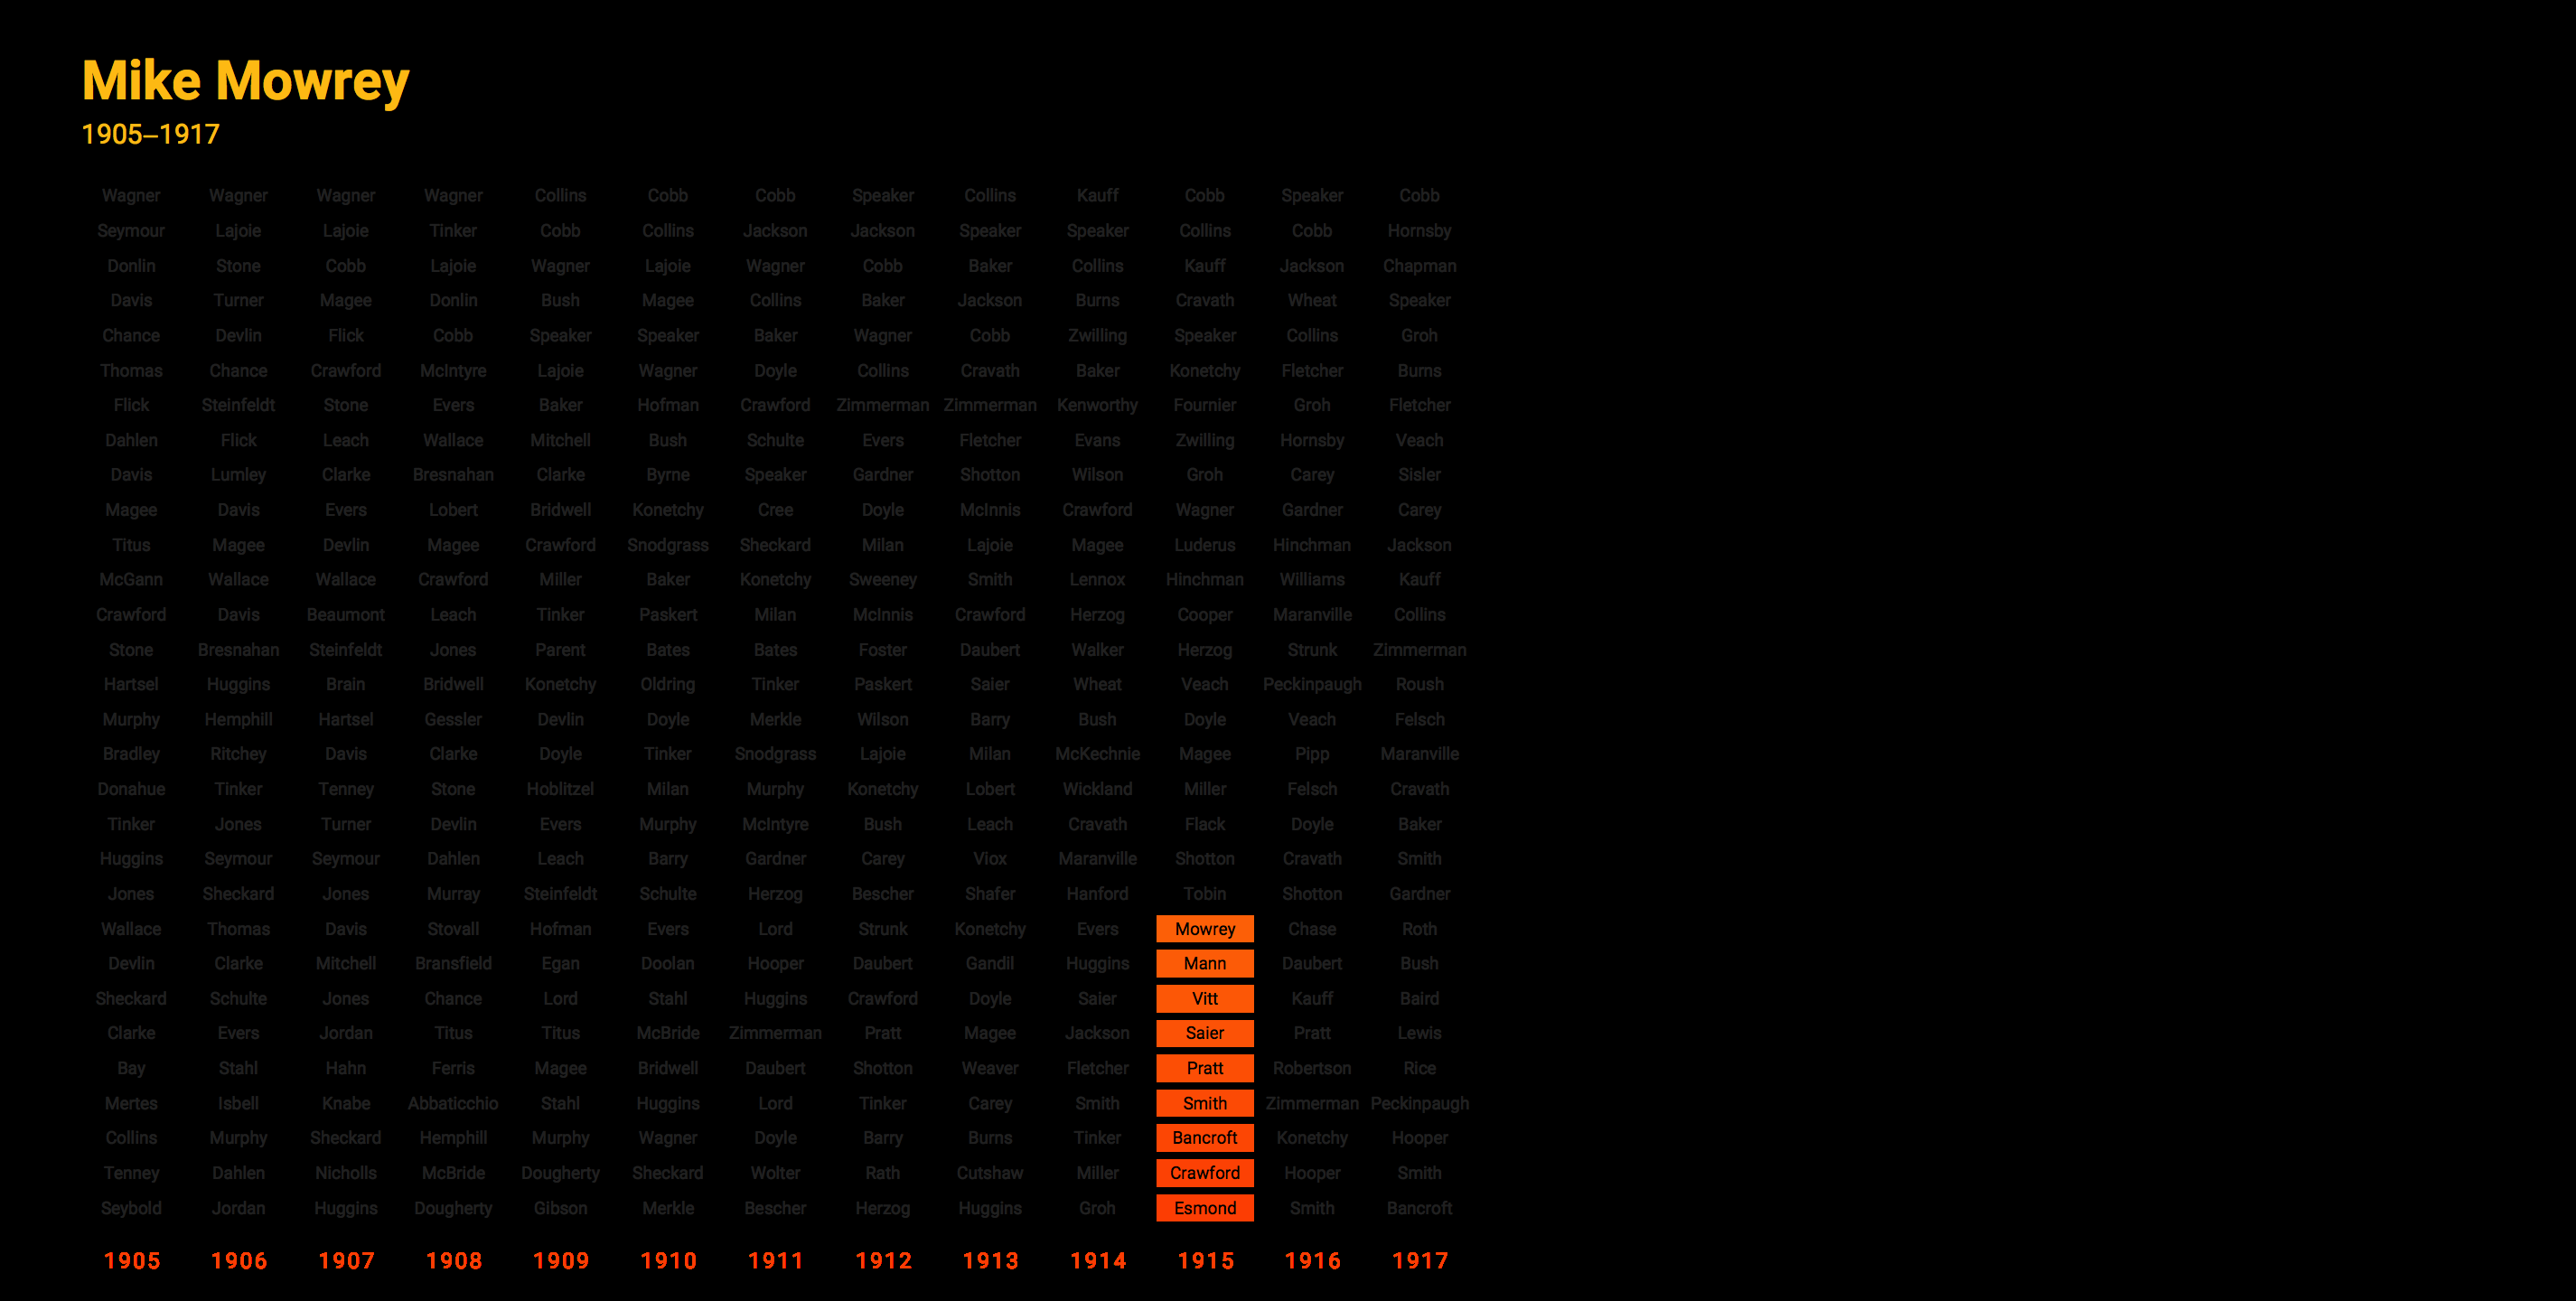 Mike Mowrey
1905–1917
Wagner Wagner Wagner Wagner Collins Cobb Cobb Speaker Collins Kauff Cobb Speaker Cobb
Seymour Lajoie Lajoie Tinker Cobb Collins Jackson Jackson Speaker Speaker Collins Cobb Hornsby
Donlin Stone Cobb Lajoie Wagner Lajoie Wagner Cobb Baker Collins Kauff Jackson Chapman
Davis Turner Magee Donlin Bush Magee Collins Baker Jackson Burns Cravath Wheat Speaker
Chance Devlin Flick Cobb Speaker Speaker Baker Wagner Cobb Zwilling Speaker Collins Groh
Thomas Chance Crawford McIntyre Lajoie Wagner Doyle Collins Cravath Baker Konetchy Fletcher Burns
Flick Steinfeldt Stone Evers Baker Hofman Crawford Zimmerman Zimmerman Kenworthy Fournier Groh Fletcher
Dahlen Flick Leach Wallace Mitchell Bush Schulte Evers Fletcher Evans Zwilling Hornsby Veach
Davis Lumley Clarke Bresnahan Clarke Byrne Speaker Gardner Shotton Wilson Groh Carey Sisler
Magee Davis Evers Lobert Bridwell Konetchy Cree Doyle McInnis Crawford Wagner Gardner Carey
Titus Magee Devlin Magee Crawford Snodgrass Sheckard Milan Lajoie Magee Luderus Hinchman Jackson
McGann Wallace Wallace Crawford Miller Baker Konetchy Sweeney Smith Lennox Hinchman Williams Kauff
Crawford Davis Beaumont Leach Tinker Paskert Milan McInnis Crawford Herzog Cooper Maranville Collins
Stone Bresnahan Steinfeldt Jones Parent Bates Bates Foster Daubert Walker Herzog Strunk Zimmerman
Hartsel Huggins Brain Bridwell Konetchy Oldring Tinker Paskert Saier Wheat Veach Peckinpaugh Roush
Murphy Hemphill Hartsel Gessler Devlin Doyle Merkle Wilson Barry Bush Doyle Veach Felsch
Bradley Ritchey Davis Clarke Doyle Tinker Snodgrass Lajoie Milan McKechnie Magee Pipp Maranville
Donahue Tinker Tenney Stone Hoblitzel Milan Murphy Konetchy Lobert Wickland Miller Felsch Cravath
Tinker Jones Turner Devlin Evers Murphy McIntyre Bush Leach Cravath Flack Doyle Baker
Huggins Seymour Seymour Dahlen Leach Barry Gardner Carey Viox Maranville Shotton Cravath Smith
Jones Sheckard Jones Murray Steinfeldt Schulte Herzog Bescher Shafer Hanford Tobin Shotton Gardner
Wallace Thomas Davis Stovall Hofman Evers Lord Strunk Konetchy Evers Mowrey Chase Roth
Devlin Clarke Mitchell Bransfield Egan Doolan Hooper Daubert Gandil Huggins Mann Daubert Bush
Sheckard Schulte Jones Chance Lord Stahl Huggins Crawford Doyle Saier Vitt Kauff Baird
Clarke Evers Jordan Titus Titus McBride Zimmerman Pratt Magee Jackson Saier Pratt Lewis
Bay Stahl Hahn Ferris Magee Bridwell Daubert Shotton Weaver Fletcher Pratt Robertson Rice
Mertes Isbell Knabe Abbaticchio Stahl Huggins Lord Tinker Carey Smith Smith Zimmerman Peckinpaugh
Collins Murphy Sheckard Hemphill Murphy Wagner Doyle Barry Burns Tinker Bancroft Konetchy Hooper
Tenney Dahlen Nicholls McBride Dougherty Sheckard Wolter Rath Cutshaw Miller Crawford Hooper Smith
Seybold Jordan Huggins Dougherty Gibson Merkle Bescher Herzog Huggins Groh Esmond Smith Bancroft
1905 1906 1907 1908 1909 1910 1911 1912 1913 1914 1915 1916 1917